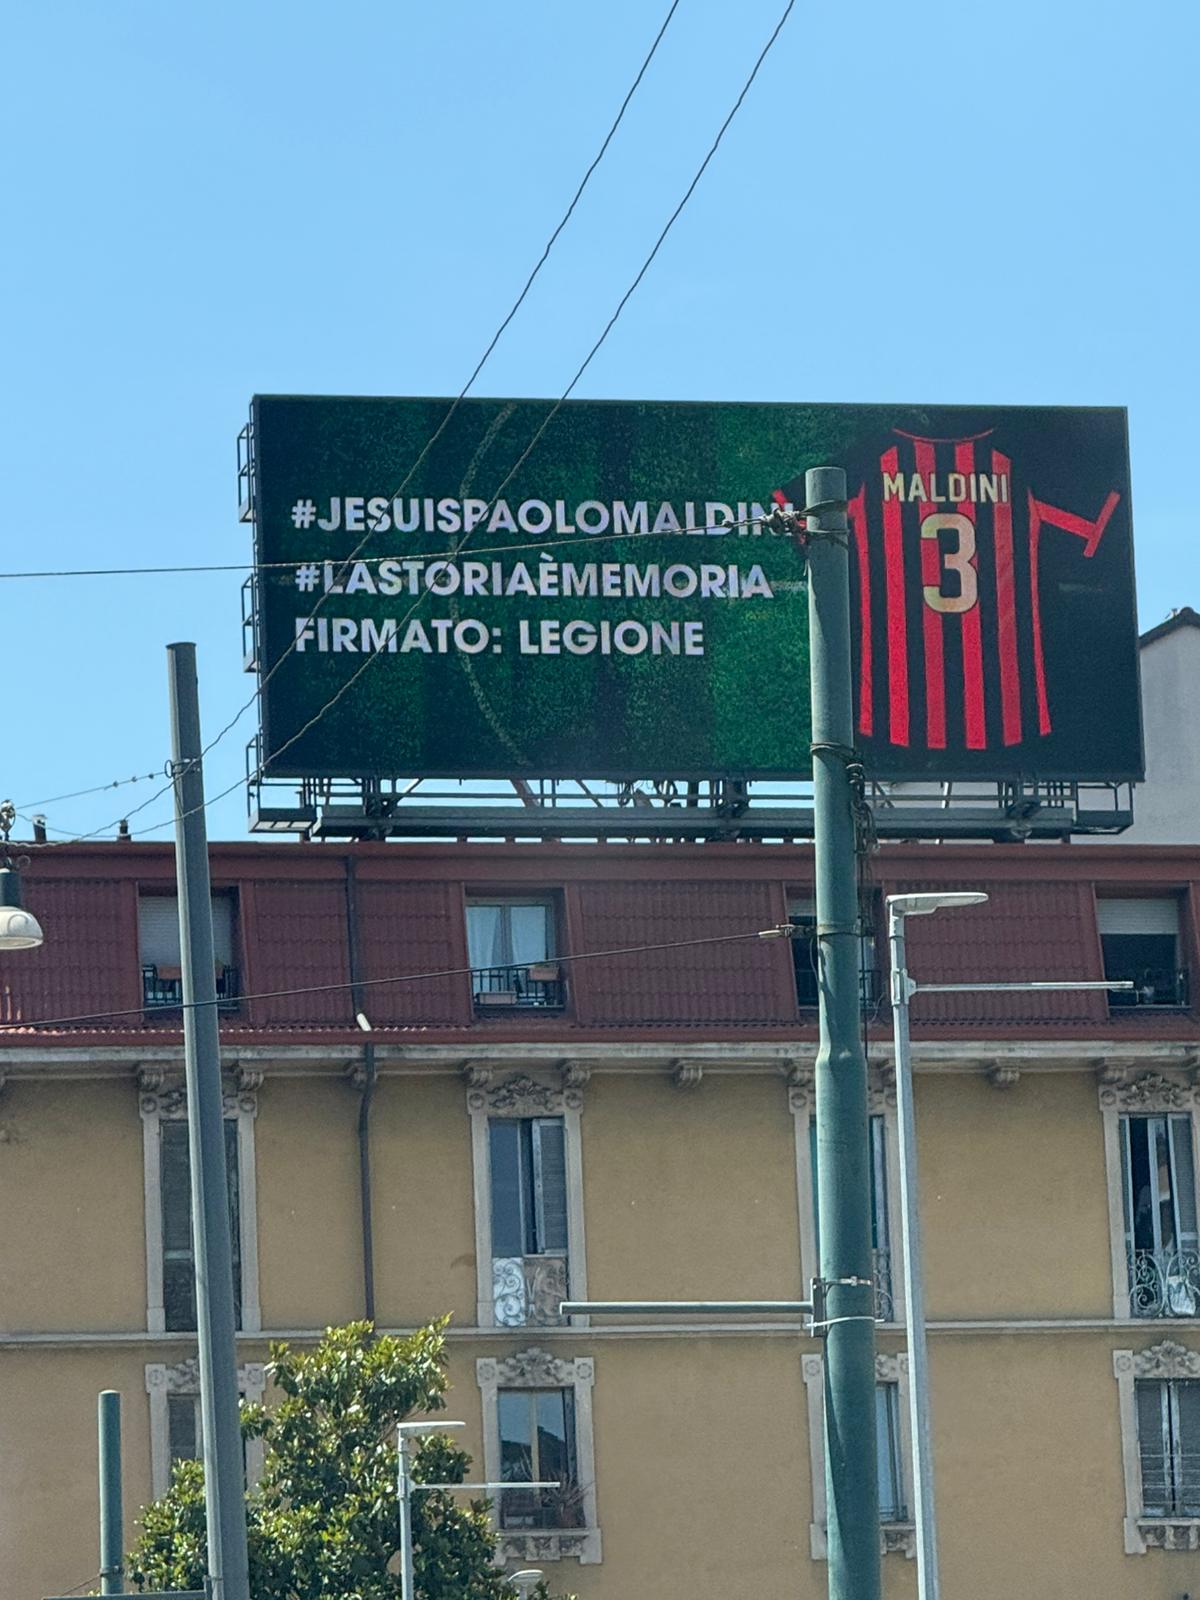 #JESUISPAOLOMALDINI
#LASTORIAÈMEMORIA
FIRMATO: LEGIONE
MALDINI
3